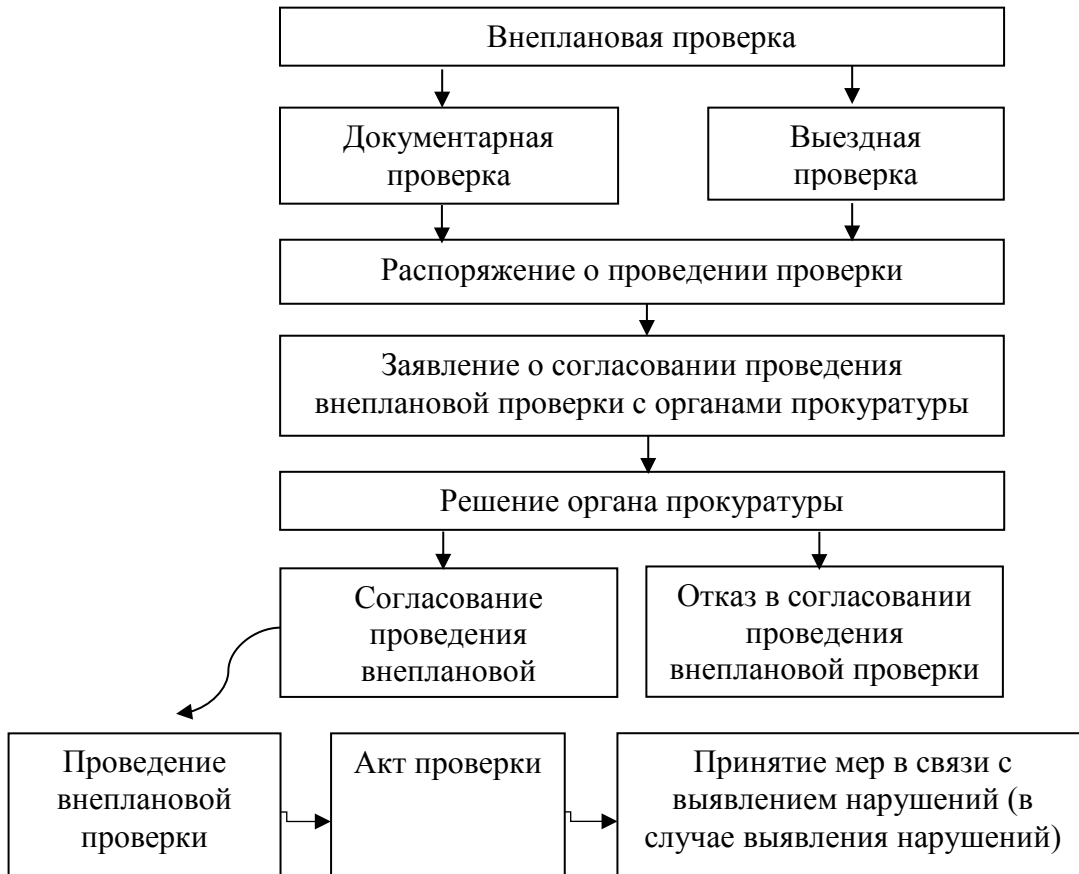 Внеплановая проверка
Документарная
проверка
Выездная
проверка
Распоряжение о проведении проверки
Заявление о согласовании проведения
внеплановой проверки с органами прокуратуры
Решение органа прокуратуры
Согласование
проведения
внеплановой
Отказ в согласовании
проведения
внеплановой проверки
Проведение
внеплановой
проверки
Акт проверки
Принятие мер в связи с
выявлением нарушений (в
случае выявления нарушений)